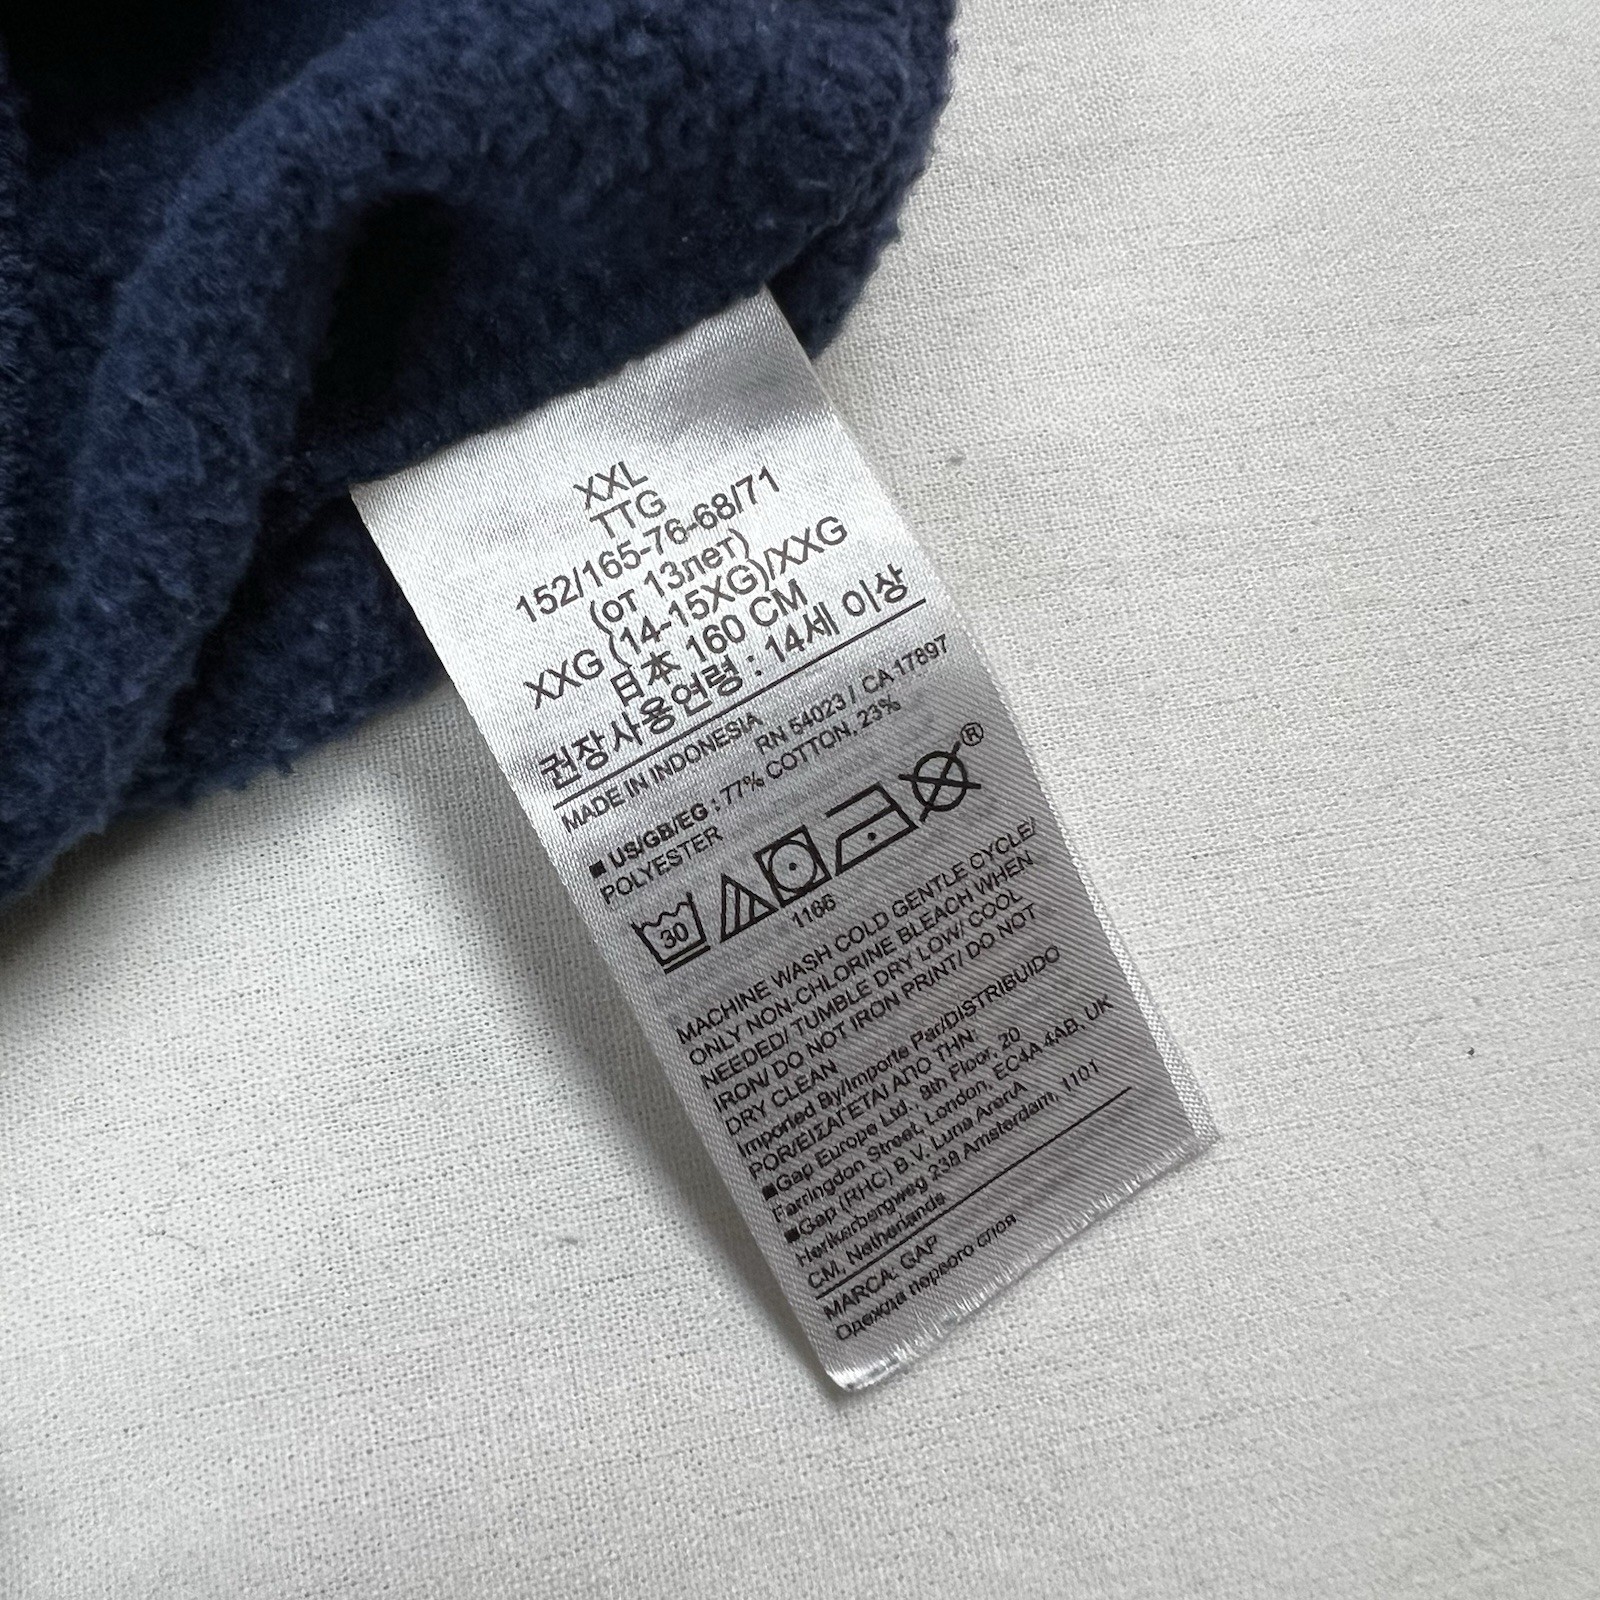 XXL
TTG
152/165-76-68/71
(от 13лет)
XXG (14-15XG)/XXG
日本 160 CM
권장사용연령 : 14세 이상
MADE IN INDONESIA
RN 54023 / CA 17897
■ US/GB/EG : 77% COTTON, 23%
POLYESTER
30
®
1166
MACHINE WASH COLD GENTLE CYCLE/
ONLY NON-CHLORINE BLEACH WHEN
NEEDED/ TUMBLE DRY LOW/ COOL
IRON/ DO NOT IRON PRINT/ DO NOT
DRY CLEAN
Imported By/Importe Par/DISTRIBUIDO
POR/ΕΙΣΑΓΕΤΑΙ ΑΠΟ ΤΗΝ:
■Gap Europe Ltd., 8th Floor, 20
Farringdon Street, London, EC4A 4AB, UK
■Gap (RHC) B.V. Luna ArenA
Herikerbergweg 238 Amsterdam, 1101
CM, Netherlands
MARCA: GAP
Одежда первого слоя